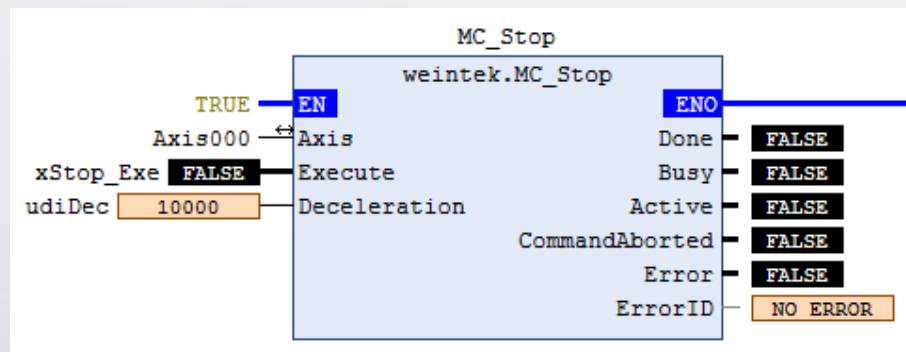 MC_Stop
weintek.MC_Stop
TRUE EN ENO
Axis000 Axis Done FALSE
xStop_Exe FALSE Execute Busy FALSE
udiDec 10000 Deceleration Active FALSE
CommandAborted FALSE
Error FALSE
ErrorID NO ERROR